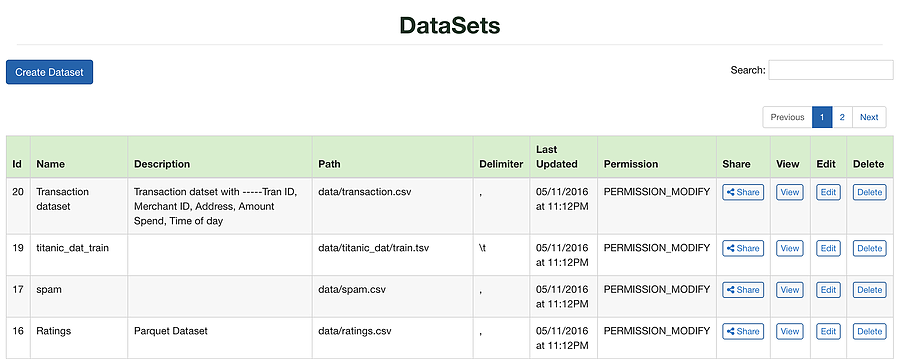 DataSets
Create Dataset
Search:
Previous 1 2 Next
Id Name Description Path Delimiter Last Updated Permission Share View Edit Delete
20 Transaction dataset Transaction datset with -----Tran ID, Merchant ID, Address, Amount Spend, Time of day data/transaction.csv , 05/11/2016 at 11:12PM PERMISSION_MODIFY Share View Edit Delete
19 titanic_dat_train data/titanic_dat/train.tsv \t 05/11/2016 at 11:12PM PERMISSION_MODIFY Share View Edit Delete
17 spam data/spam.csv , 05/11/2016 at 11:12PM PERMISSION_MODIFY Share View Edit Delete
16 Ratings Parquet Dataset data/ratings.csv , 05/11/2016 at 11:12PM PERMISSION_MODIFY Share View Edit Delete